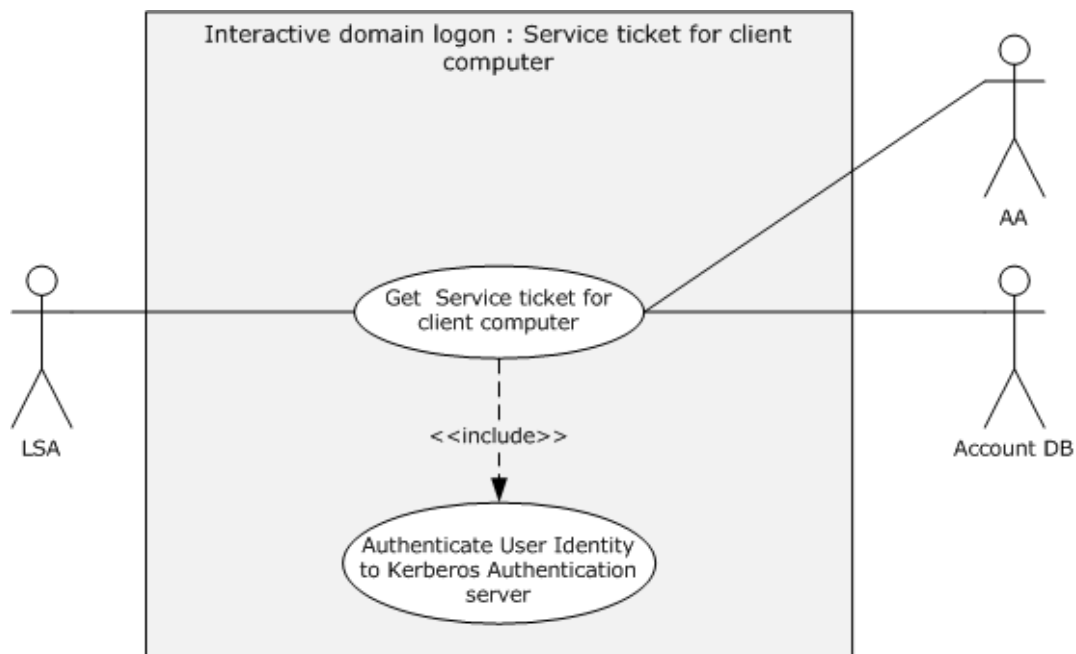 Interactive domain logon : Service ticket for client
computer
AA
Get Service ticket for
client computer
LSA
Account DB
<<include>>
Authenticate User Identity
to Kerberos Authentication
server